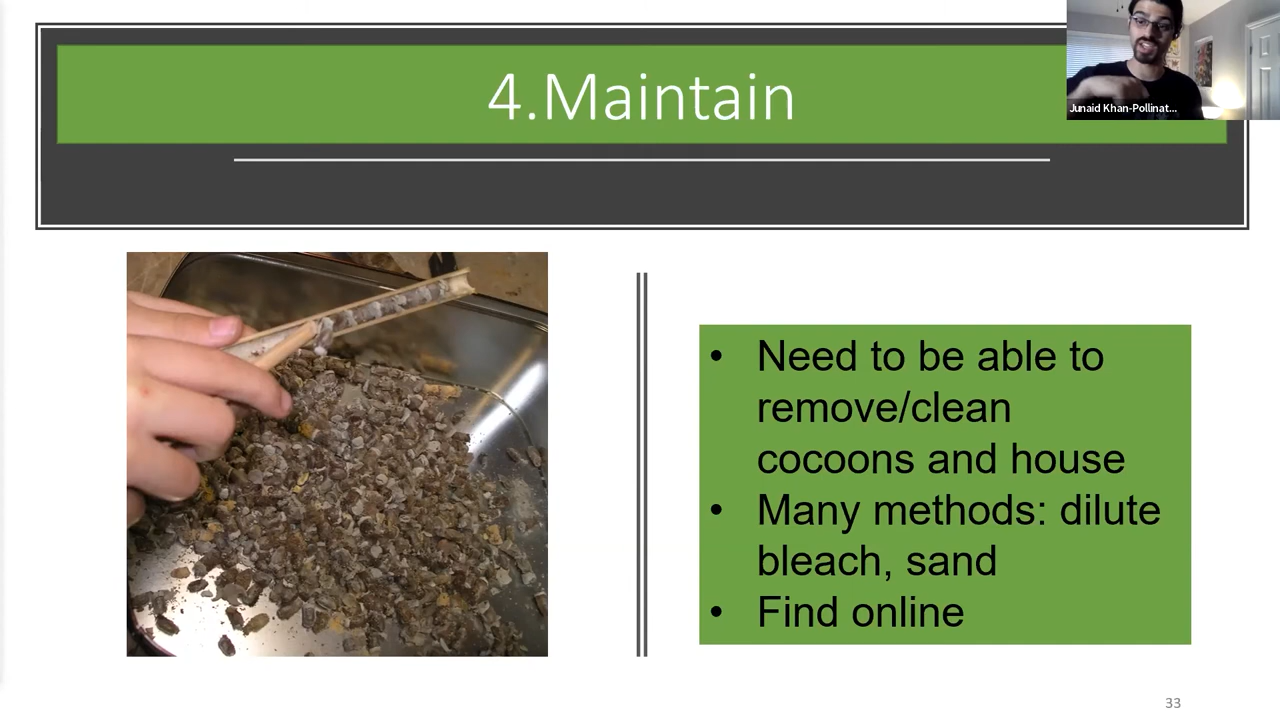 4.Maintain
Junaid Khan-Pollinat...
• Need to be able to
remove/clean
cocoons and house
• Many methods: dilute
bleach, sand
• Find online
33